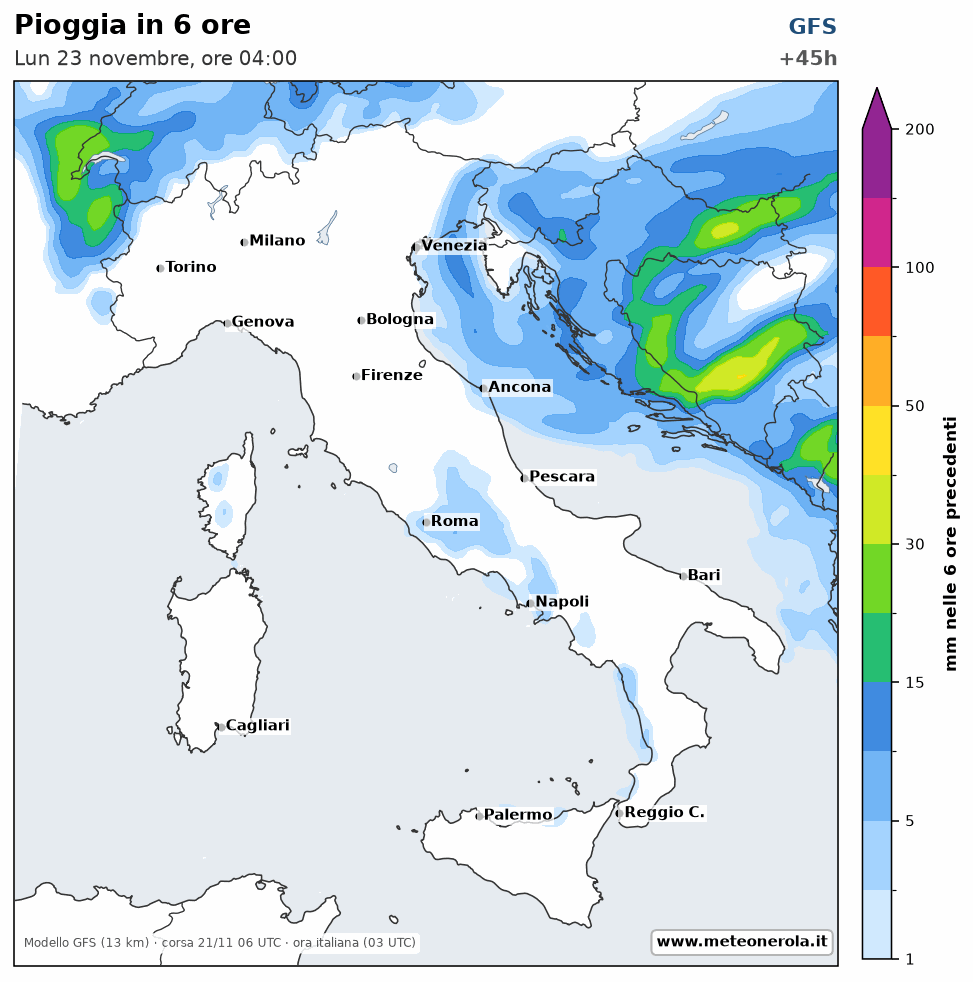 Pioggia in 6 ore
GFS
Lun 23 novembre, ore 04:00
+45h
200
100
50
30
15
5
1
mm nelle 6 ore precedenti
Milano
Venezia
Torino
Bologna
Genova
Firenze
Ancona
Pescara
Roma
Bari
Napoli
Cagliari
Palermo
Reggio C.
Modello GFS (13 km) · corsa 21/11 06 UTC · ora italiana (03 UTC)
www.meteonerola.it